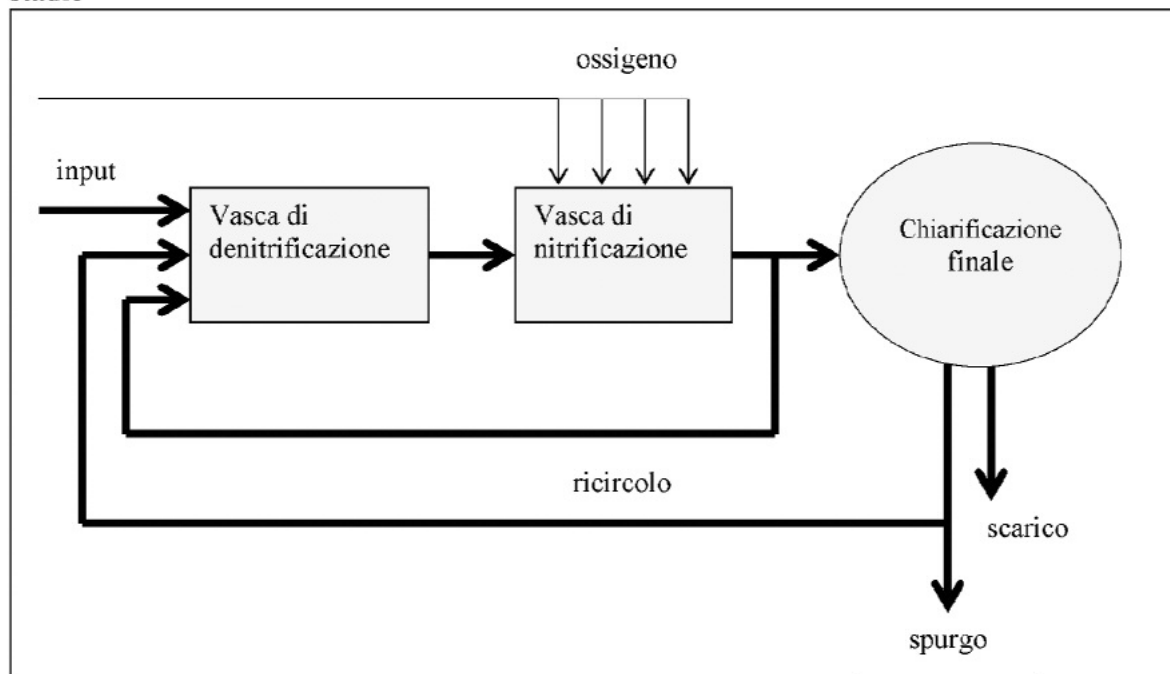 ossigeno
input
Vasca di
denitrificazione
Vasca di
nitrificazione
Chiarificazione
finale
ricircolo
scarico
spurgo